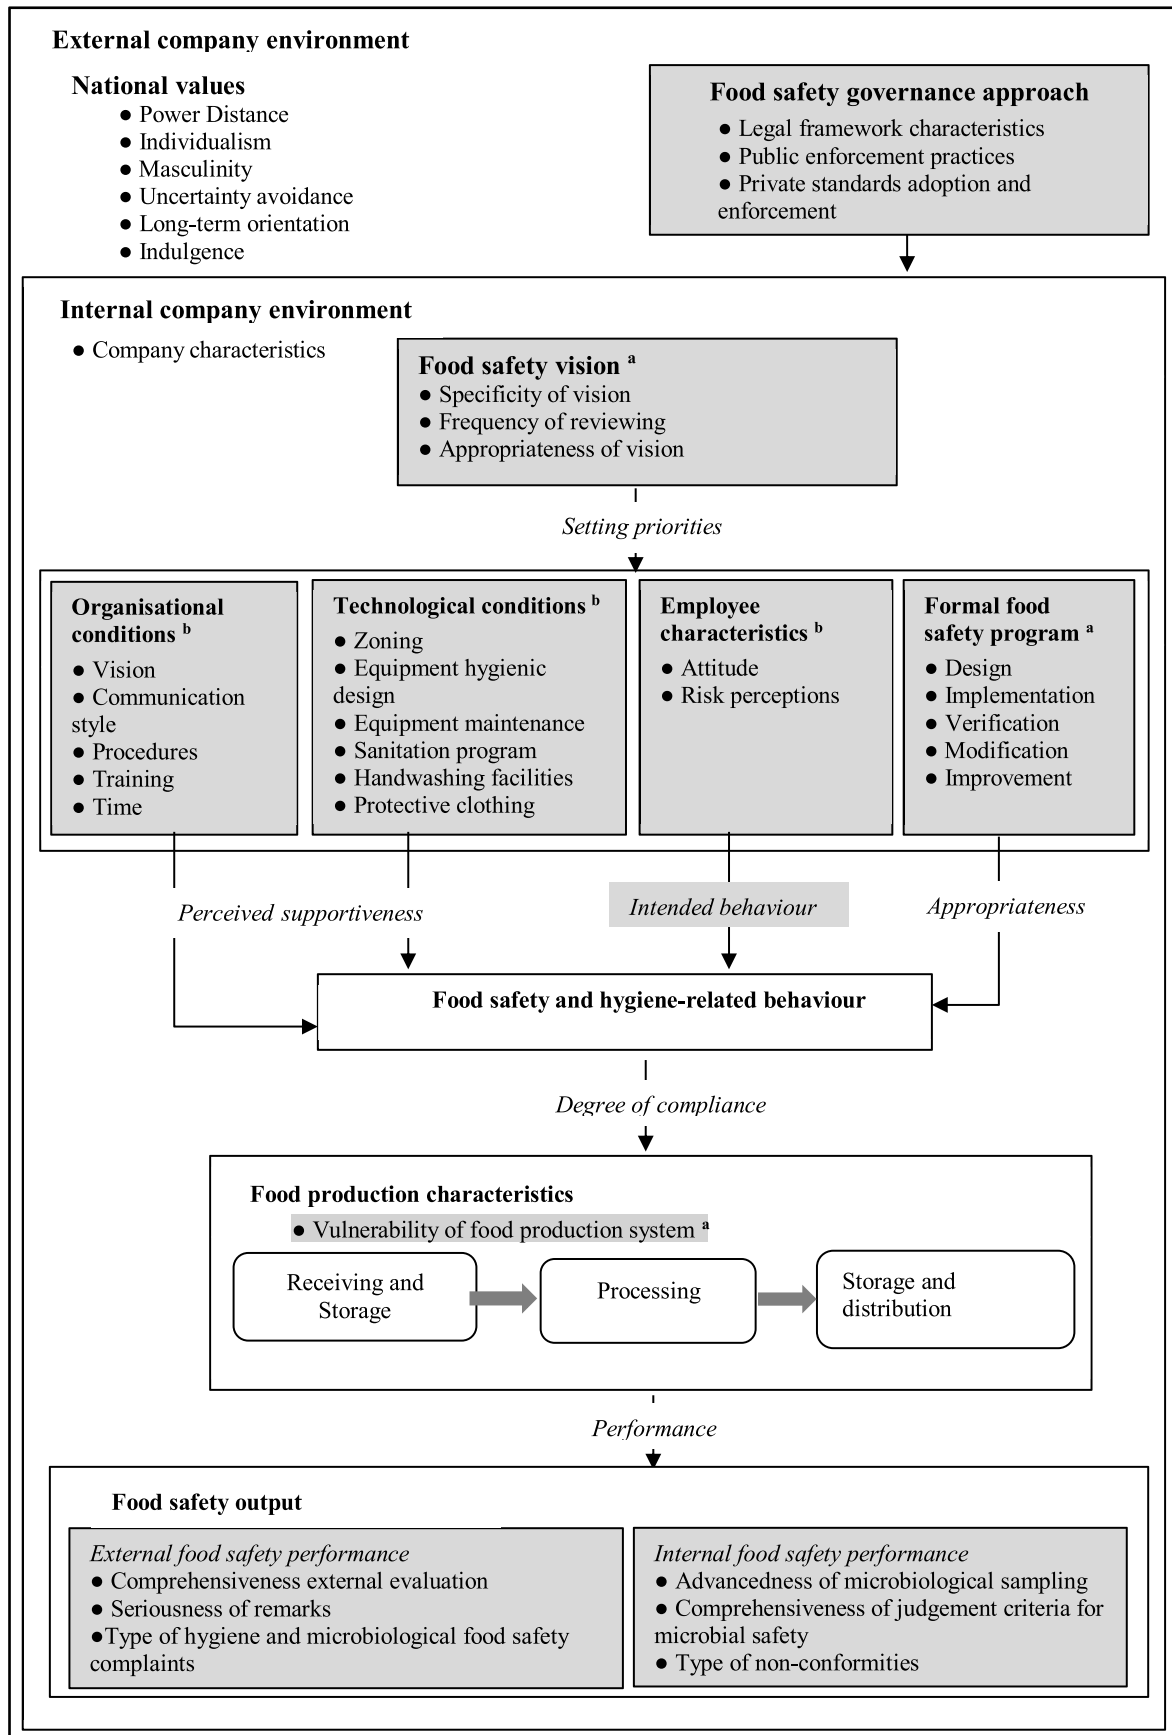 External company environment
National values
● Power Distance
● Individualism
● Masculinity
● Uncertainty avoidance
● Long-term orientation
● Indulgence
Food safety governance approach
● Legal framework characteristics
● Public enforcement practices
● Private standards adoption and
enforcement
Internal company environment
● Company characteristics
Food safety vision a
● Specificity of vision
● Frequency of reviewing
● Appropriateness of vision
Setting priorities
Organisational
conditions b
● Vision
● Communication
style
● Procedures
● Training
● Time
Technological conditions b
● Zoning
● Equipment hygienic
design
● Equipment maintenance
● Sanitation program
● Handwashing facilities
● Protective clothing
Employee
characteristics b
● Attitude
● Risk perceptions
Formal food
safety program a
● Design
● Implementation
● Verification
● Modification
● Improvement
Perceived supportiveness
Intended behaviour
Appropriateness
Food safety and hygiene-related behaviour
Degree of compliance
Food production characteristics
● Vulnerability of food production system a
Receiving and
Storage
Processing
Storage and
distribution
Performance
Food safety output
External food safety performance
● Comprehensiveness external evaluation
● Seriousness of remarks
●Type of hygiene and microbiological food safety
complaints
Internal food safety performance
● Advancedness of microbiological sampling
● Comprehensiveness of judgement criteria for
microbial safety
● Type of non-conformities